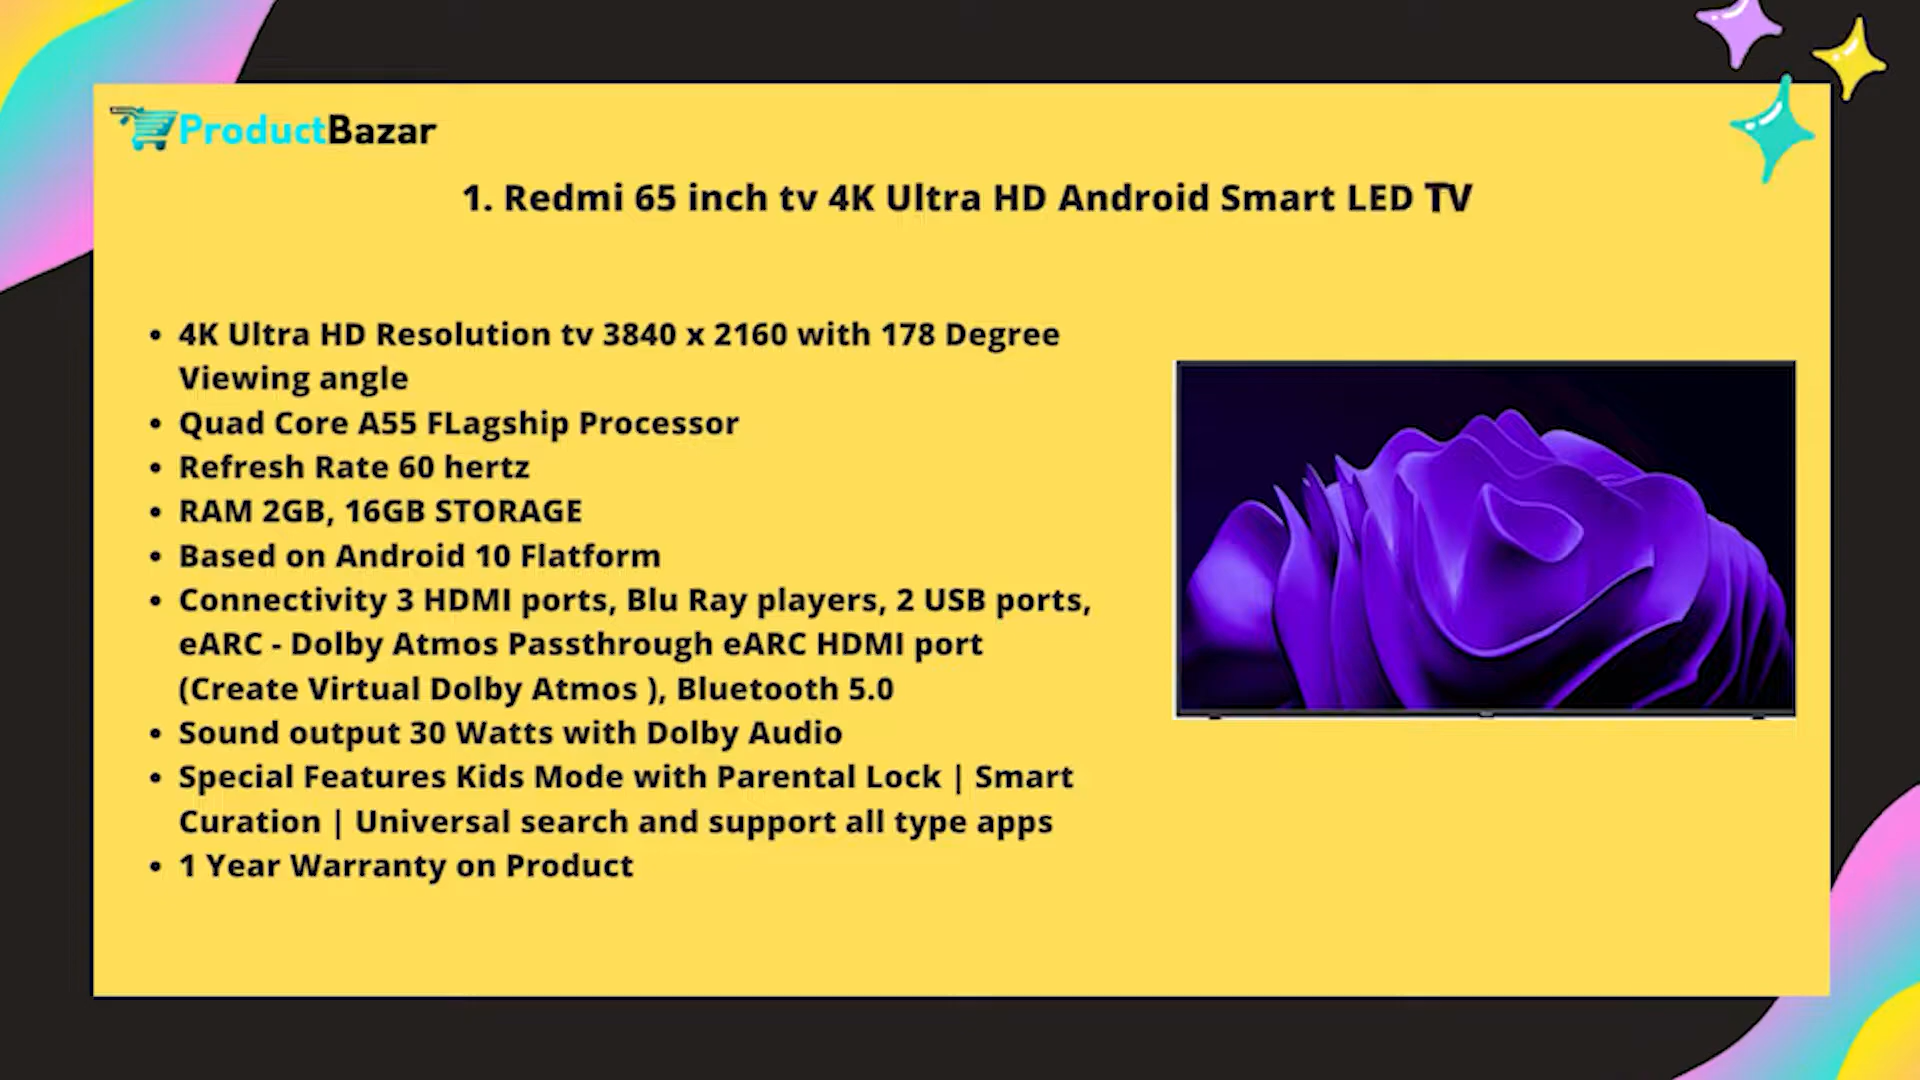 ProductBazar
1. Redmi 65 inch tv 4K Ultra HD Android Smart LED TV
• 4K Ultra HD Resolution tv 3840 x 2160 with 178 Degree
Viewing angle
• Quad Core A55 FLagship Processor
• Refresh Rate 60 hertz
• RAM 2GB, 16GB STORAGE
• Based on Android 10 Flatform
• Connectivity 3 HDMI ports, Blu Ray players, 2 USB ports,
eARC - Dolby Atmos Passthrough eARC HDMI port
(Create Virtual Dolby Atmos ), Bluetooth 5.0
• Sound output 30 Watts with Dolby Audio
• Special Features Kids Mode with Parental Lock | Smart
Curation | Universal search and support all type apps
• 1 Year Warranty on Product